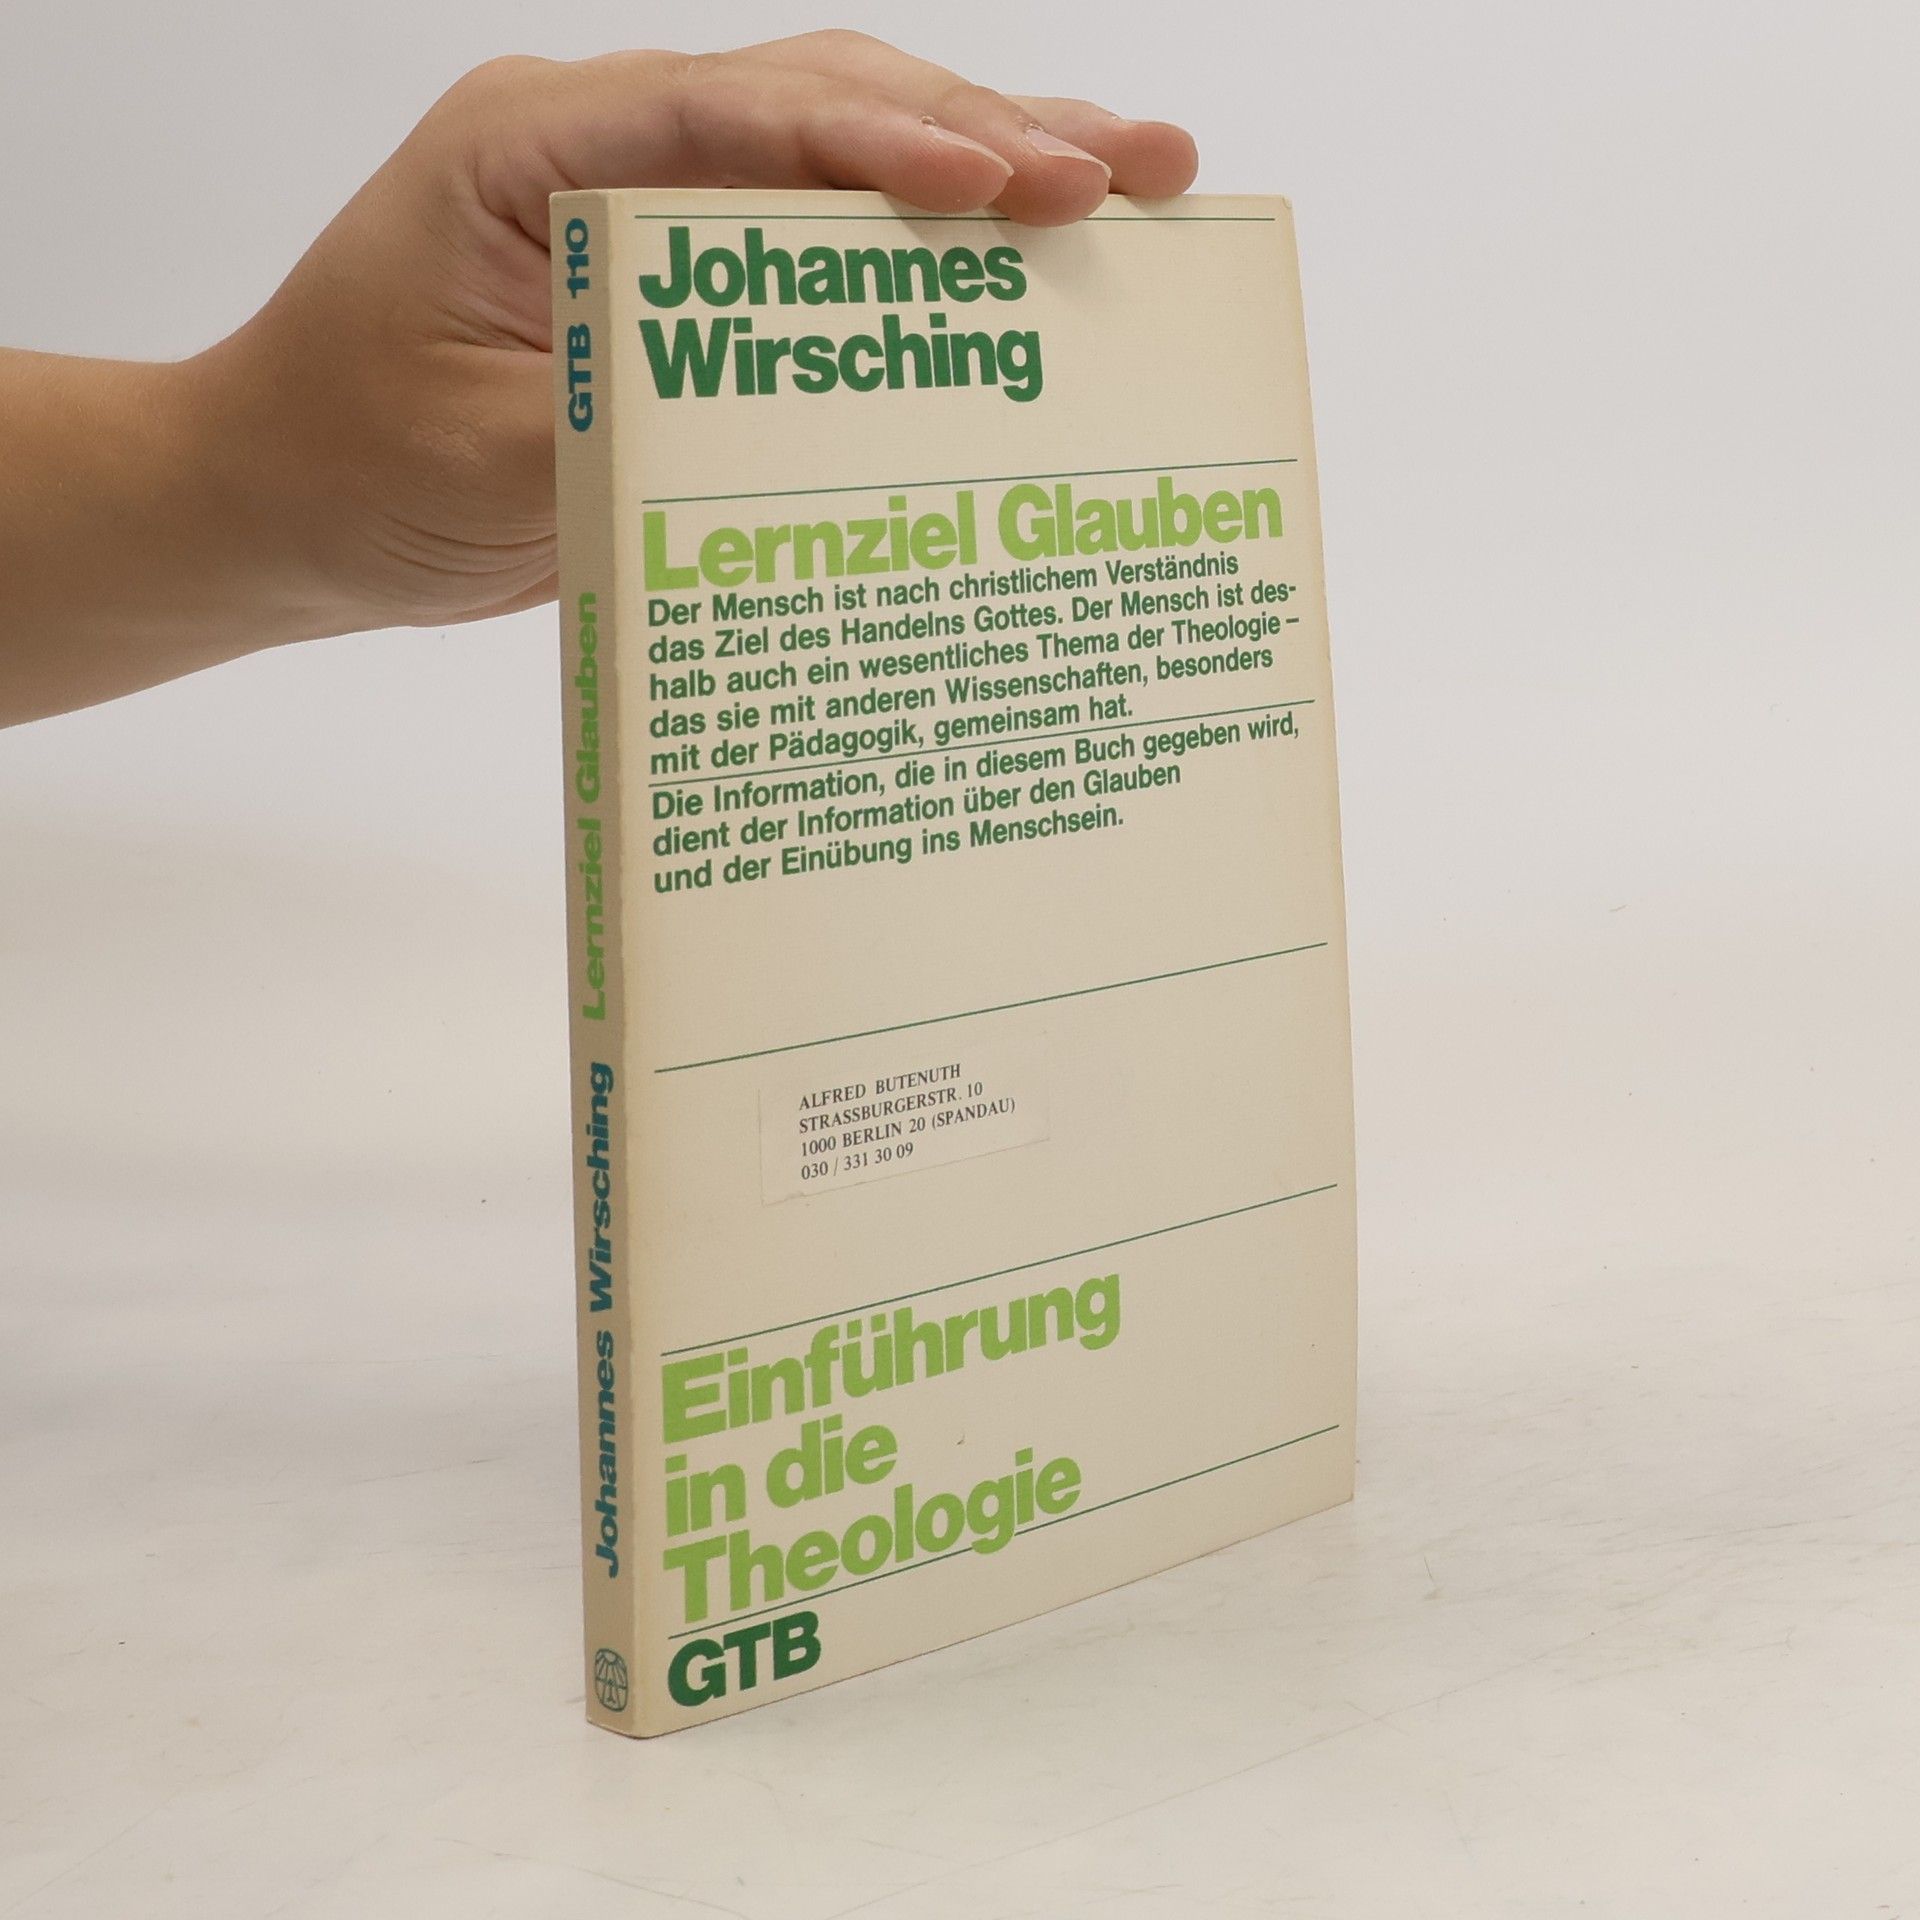 GTB 110
Lernziel Glauben
Johannes Wirsching
Johannes
Wirsching
Lernziel Glauben
Der Mensch ist nach christlichem Verständnis
das Ziel des Handelns Gottes. Der Mensch ist des-
halb auch ein wesentliches Thema der Theologie –
das sie mit anderen Wissenschaften, besonders
mit der Pädagogik, gemeinsam hat.
Die Information, die in diesem Buch gegeben wird,
dient der Information über den Glauben
und der Einübung ins Menschsein.
ALFRED BUTENUTH
STRASSBURGERSTR. 10
1000 BERLIN 20 (SPANDAU)
030 / 331 30 09
Einführung
in die
Theologie
GTB